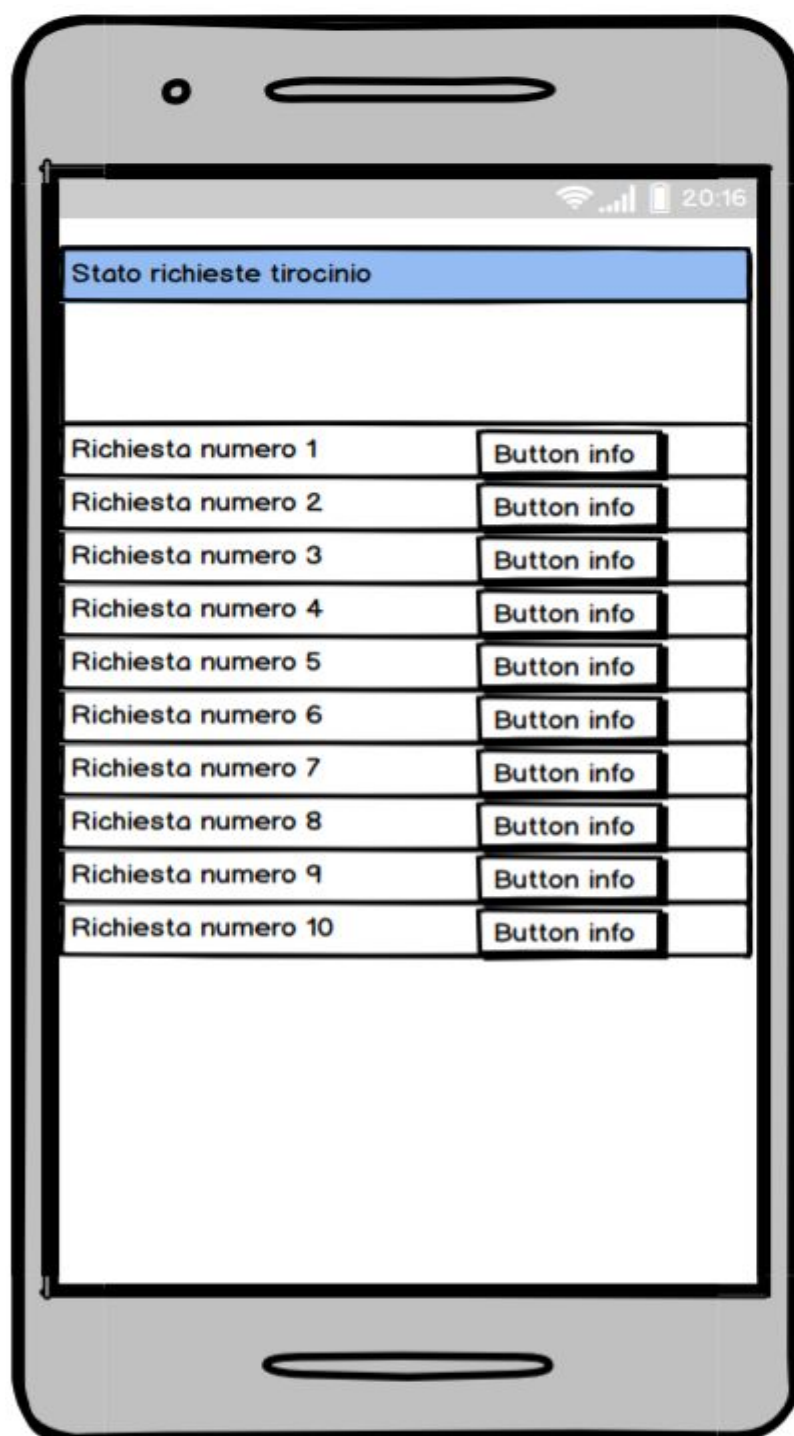 20:16
Stato richieste tirocinio
Richiesta numero 1 Button info
Richiesta numero 2 Button info
Richiesta numero 3 Button info
Richiesta numero 4 Button info
Richiesta numero 5 Button info
Richiesta numero 6 Button info
Richiesta numero 7 Button info
Richiesta numero 8 Button info
Richiesta numero 9 Button info
Richiesta numero 10 Button info